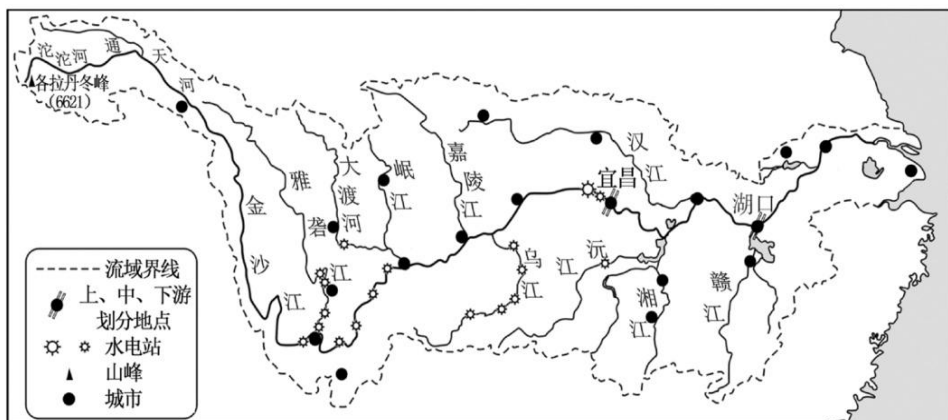 沱沱河
通天河
各拉丹冬峰
(6621)
金沙江
雅砻江
大渡河
岷江
嘉陵江
乌江
汉江
宜昌
沅江
湘江
赣江
湖口
流域界线
上、中、下游
划分地点
水电站
山峰
城市